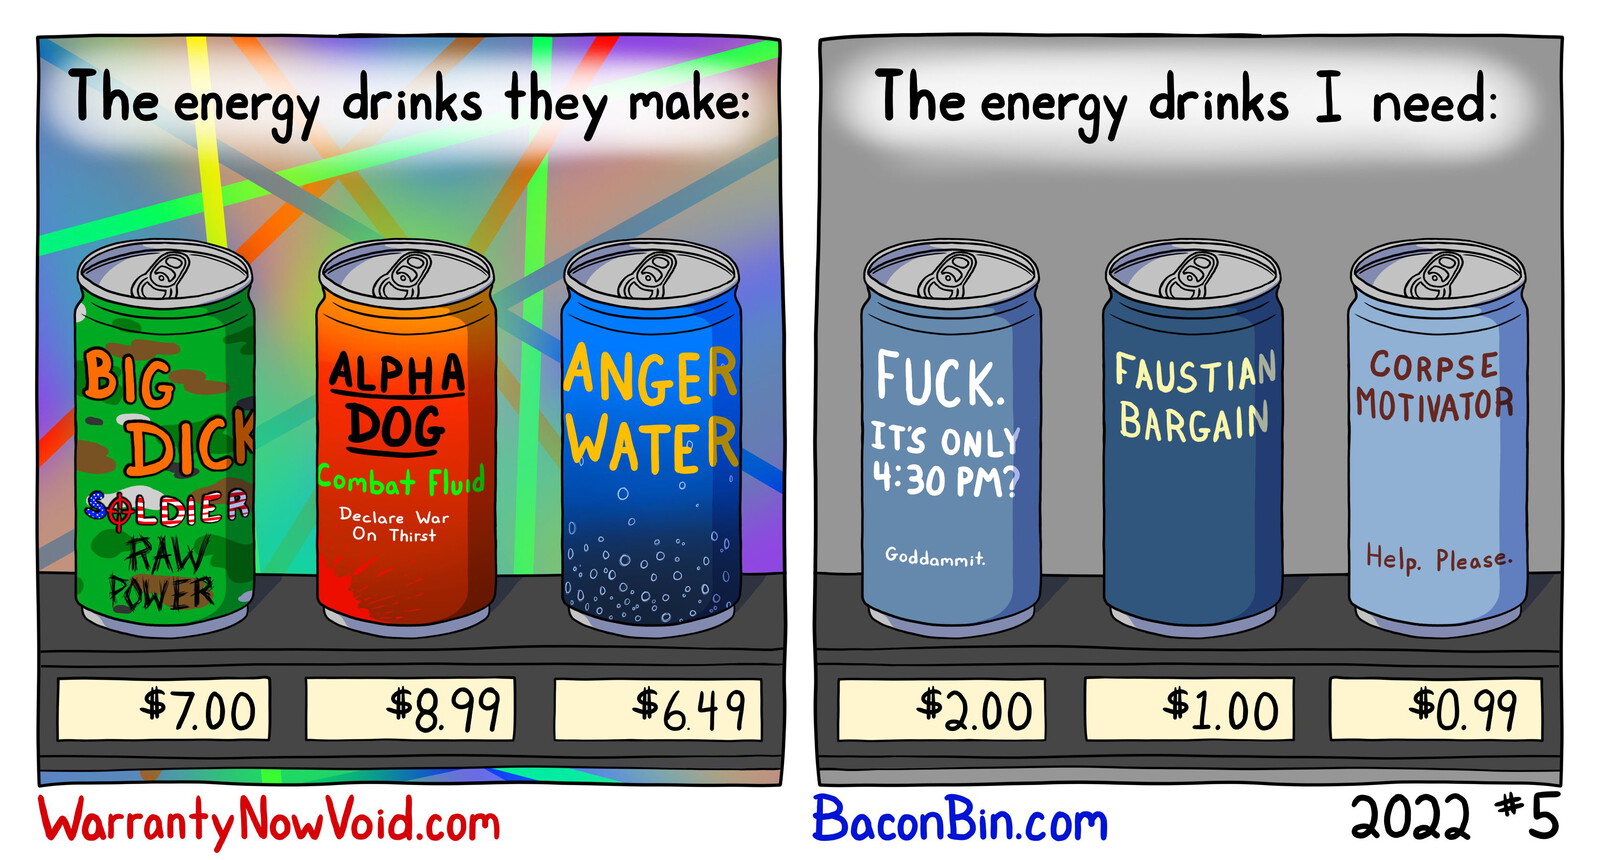 The energy drinks they make:
BIG
DICK
SOLDIER
RAW
POWER
ALPHA
DOG
Combat Fluid
Declare War
On Thirst
ANGER
WATER
$7.00
$8.99
$6.49
The energy drinks I need:
FUCK.
IT'S ONLY
4:30 PM?
Goddammit.
FAUSTIAN
BARGAIN
CORPSE
MOTIVATOR
Help. Please.
$2.00
$1.00
$0.99
WarrantyNowVoid.com
BaconBin.com
2022 #5